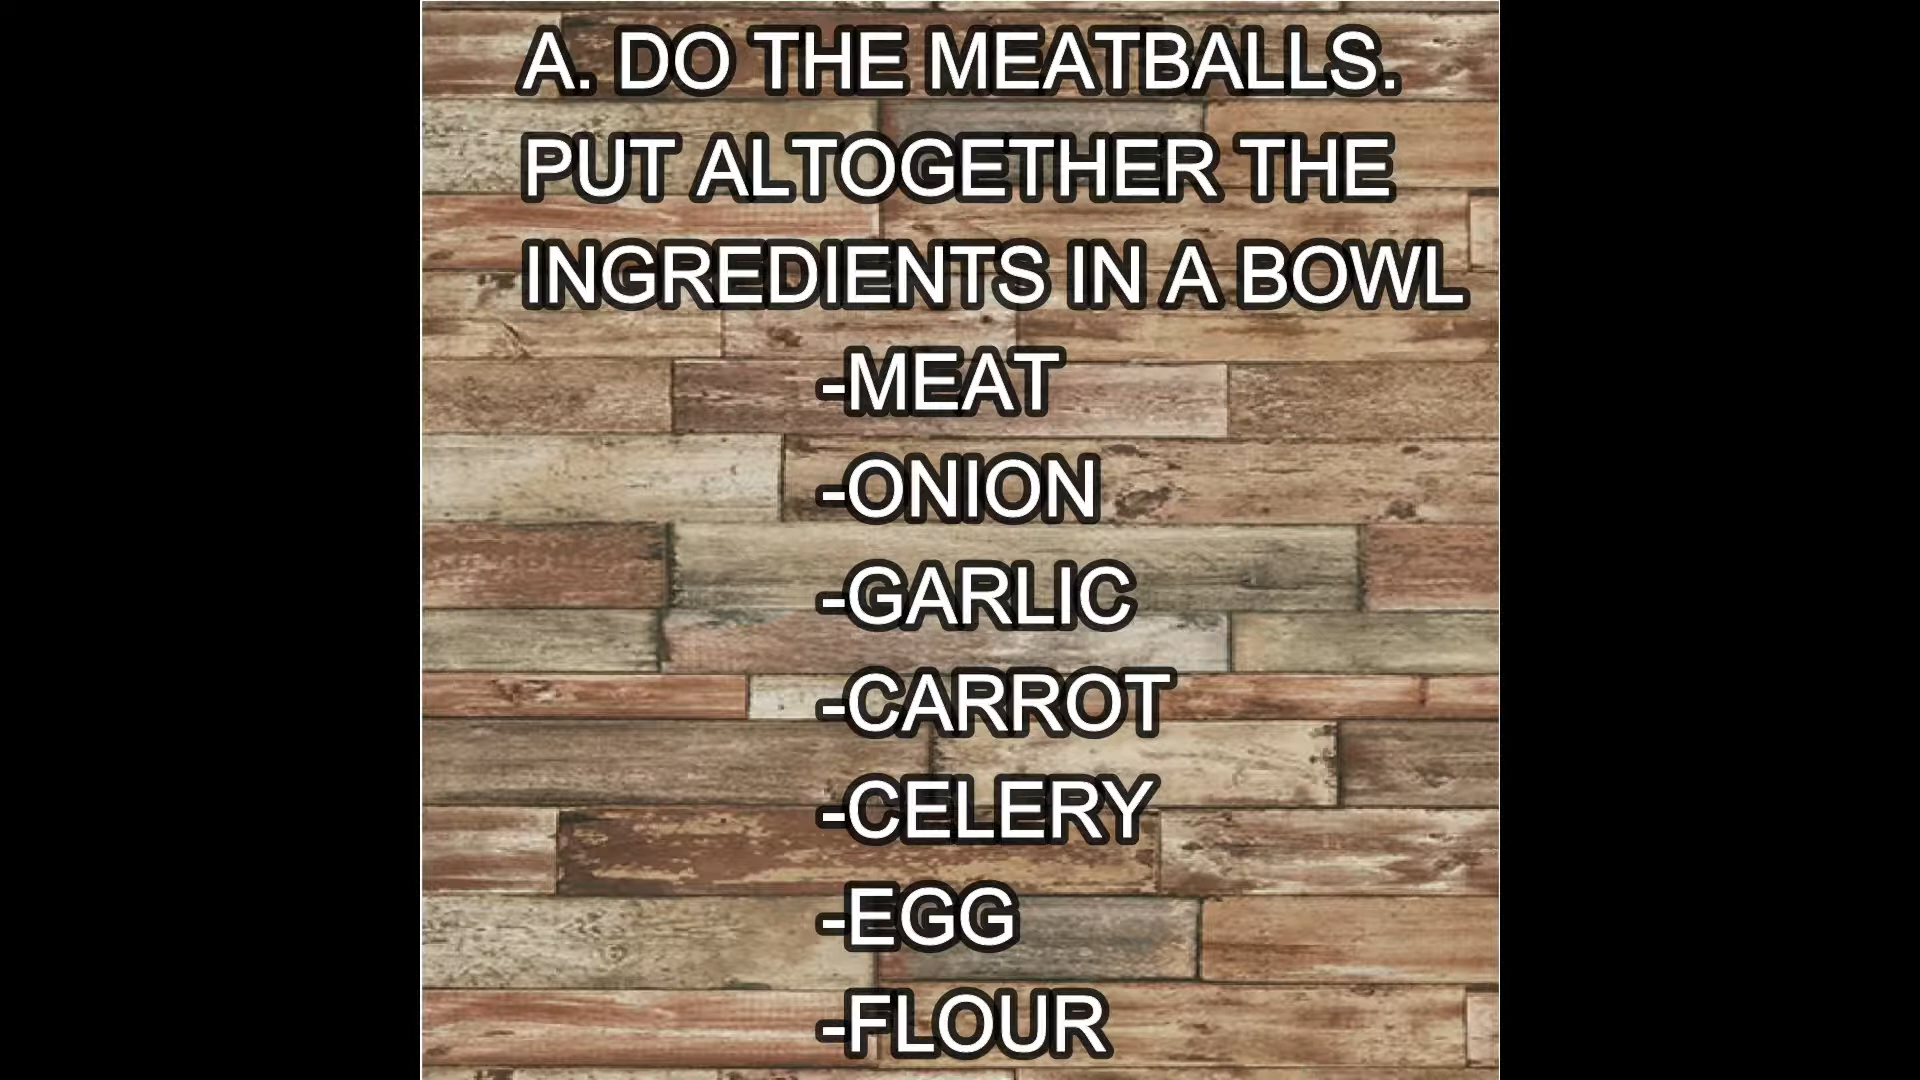 A. DO THE MEATBALLS.
PUT ALTOGETHER THE
INGREDIENTS IN A BOWL
-MEAT
-ONION
-GARLIC
-CARROT
-CELERY
-EGG
-FLOUR